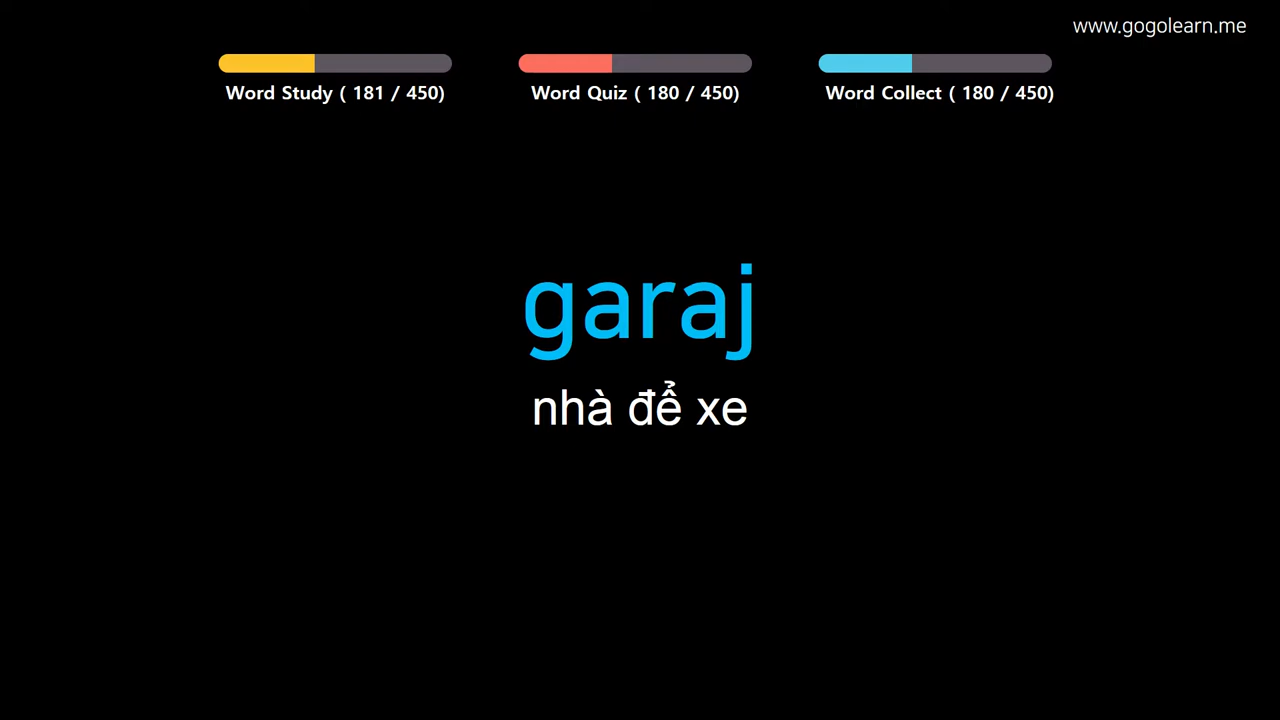 www.gogolearn.me
Word Study ( 181 / 450)
Word Quiz ( 180 / 450)
Word Collect ( 180 / 450)
garaj
nhà để xe